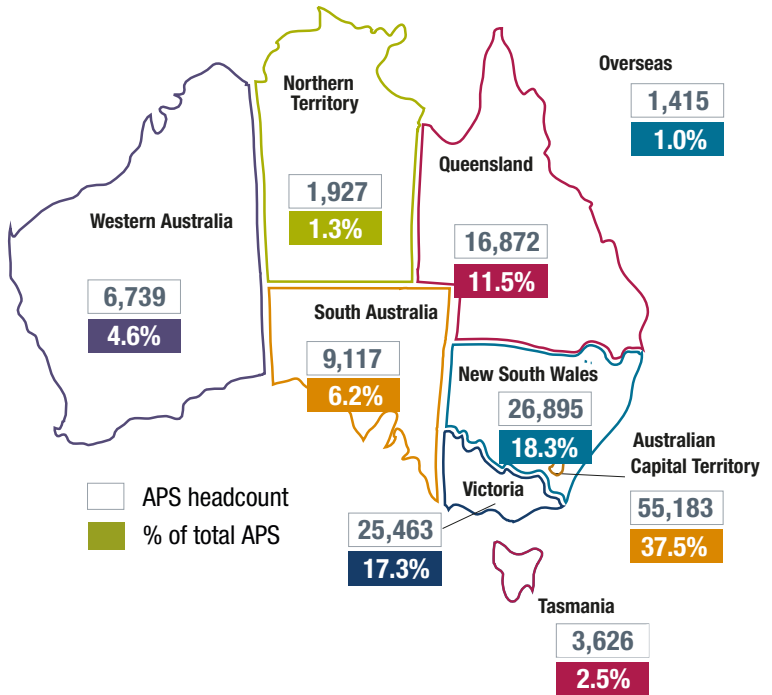 Northern
Territory
1,927
1.3%
Overseas
1,415
1.0%
Queensland
16,872
11.5%
Western Australia
6,739
4.6%
South Australia
9,117
6.2%
New South Wales
26,895
18.3%
Australian
Capital Territory
55,183
37.5%
Victoria
25,463
17.3%
APS headcount
% of total APS
Tasmania
3,626
2.5%